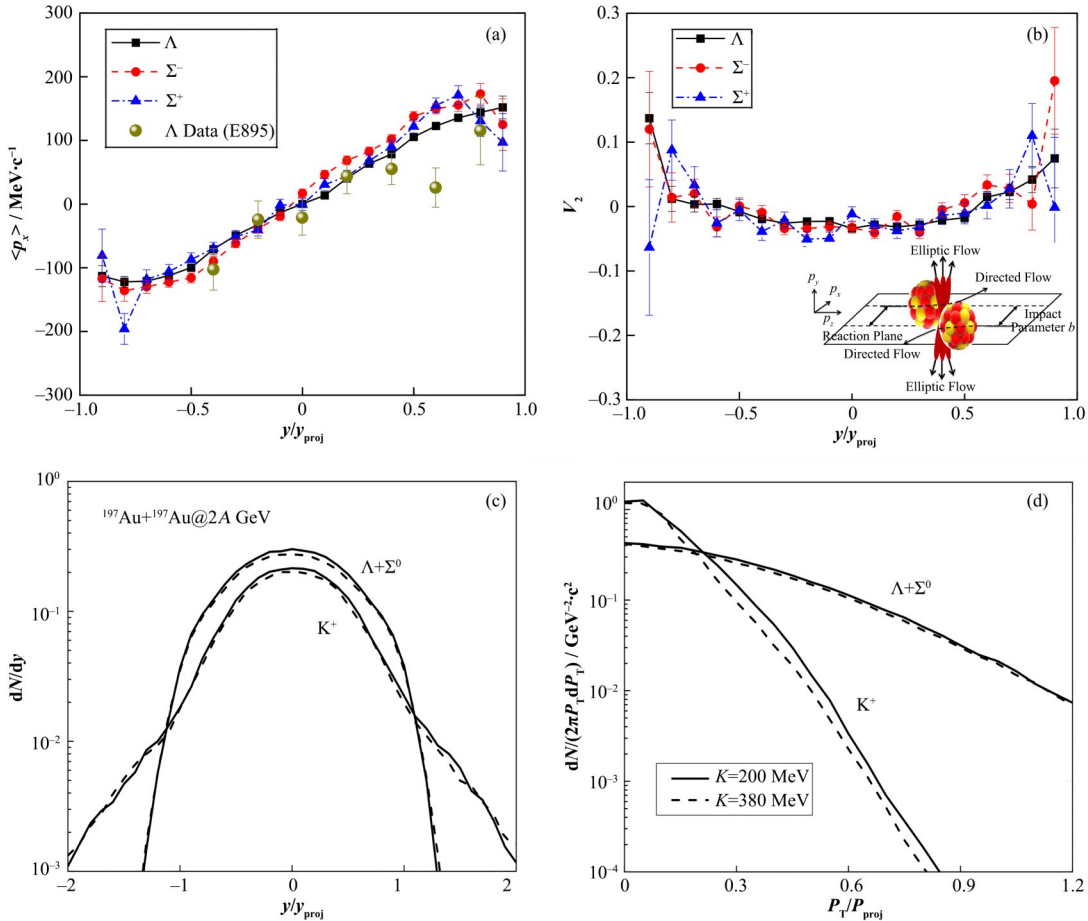 (a)
Λ
Σ⁻
Σ⁺
Λ Data (E895)
300
200
100
0
−100
−200
−300
<pₓ> / MeV·c⁻¹
−1.0 −0.5 0 0.5 1.0
y/y_proj
(b)
Λ
Σ⁻
Σ⁺
0.3
0.2
0.1
0
−0.1
−0.2
−0.3
V₂
Elliptic Flow
Directed Flow
p_y
pₓ
p_z
Impact
Parameter b
Reaction Plane
Directed Flow
Elliptic Flow
−1.0 −0.5 0 0.5 1.0
y/y_proj
(c)
¹⁹⁷Au+¹⁹⁷Au@2A GeV
Λ+Σ⁰
K⁺
10⁰
10⁻¹
10⁻²
10⁻³
dN/dy
−2 −1 0 1 2
y/y_proj
(d)
Λ+Σ⁰
K⁺
K=200 MeV
K=380 MeV
10⁰
10⁻¹
10⁻²
10⁻³
10⁻⁴
dN/(2πP_T dP_T) / GeV⁻²·c²
0 0.3 0.6 0.9 1.2
P_T/P_proj